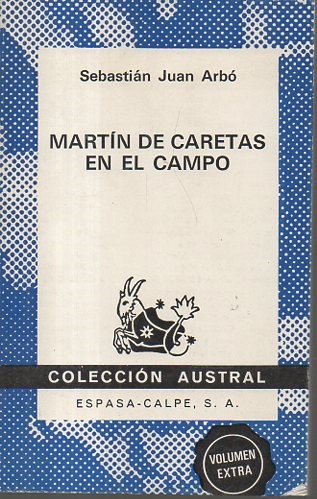 Sebastián Juan Arbó
MARTÍN DE CARETAS
EN EL CAMPO
COLECCIÓN AUSTRAL
ESPASA-CALPE, S. A.
VOLUMEN
EXTRA